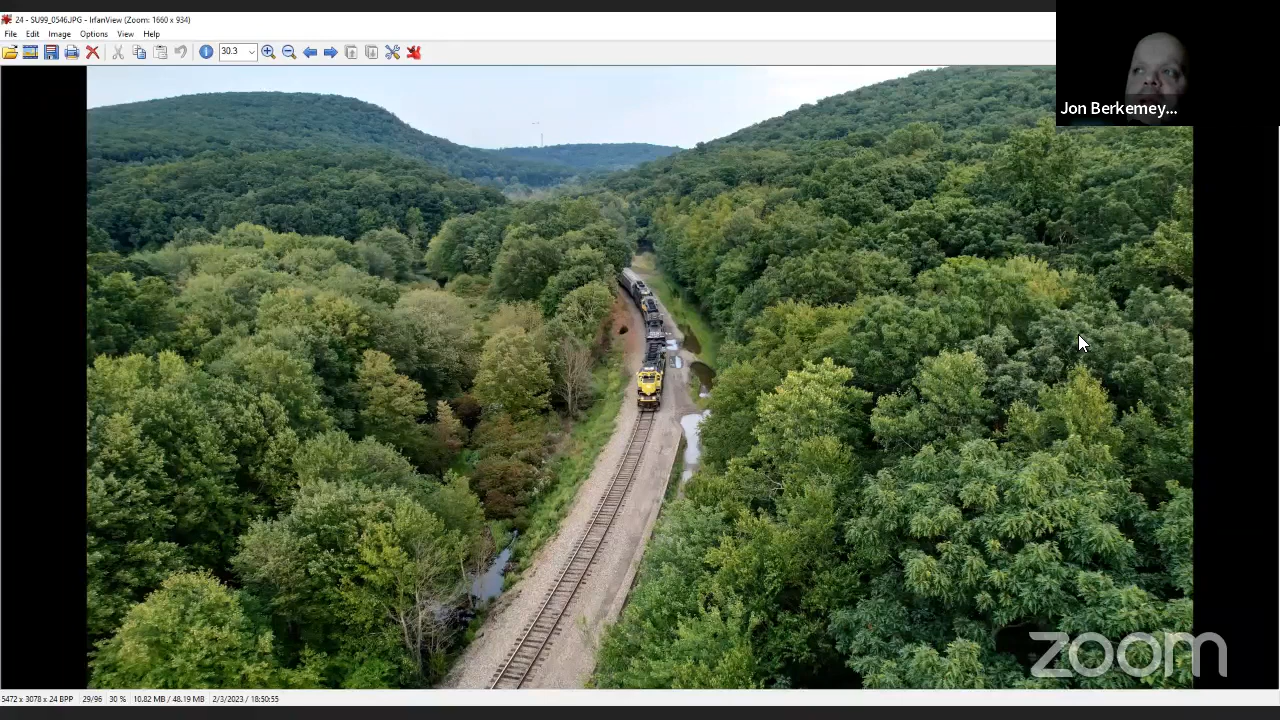 24 - SU99_0546.JPG - IrfanView (Zoom: 1660 x 934)
File Edit Image Options View Help
30.3
Jon Berkemey...
zoom
5472 x 3078 x 24 BPP 29/96 30 % 10.82 MB / 48.19 MB 2/3/2023 / 18:50:55